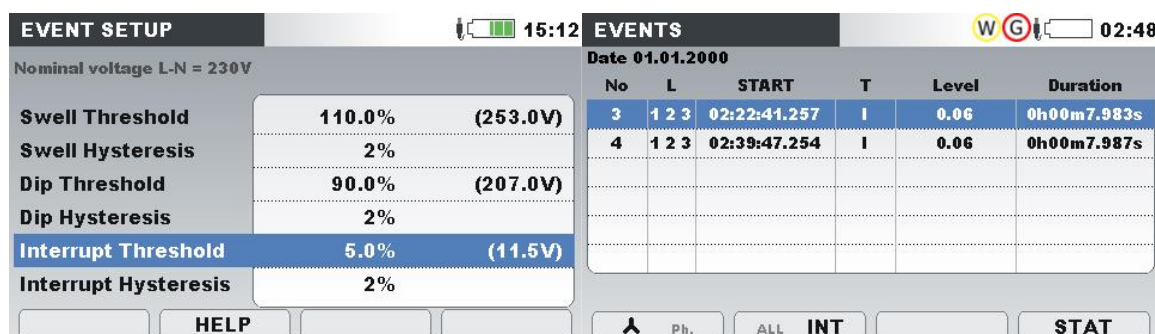 EVENT SETUP 15:12
Nominal voltage L-N = 230V
Swell Threshold 110.0% (253.0V)
Swell Hysteresis 2%
Dip Threshold 90.0% (207.0V)
Dip Hysteresis 2%
Interrupt Threshold 5.0% (11.5V)
Interrupt Hysteresis 2%
HELP
EVENTS W G 02:48
Date 01.01.2000
No L START T Level Duration
3 1 2 3 02:22:41.257 I 0.06 0h00m7.983s
4 1 2 3 02:39:47.254 I 0.06 0h00m7.987s
Ph. ALL INT STAT